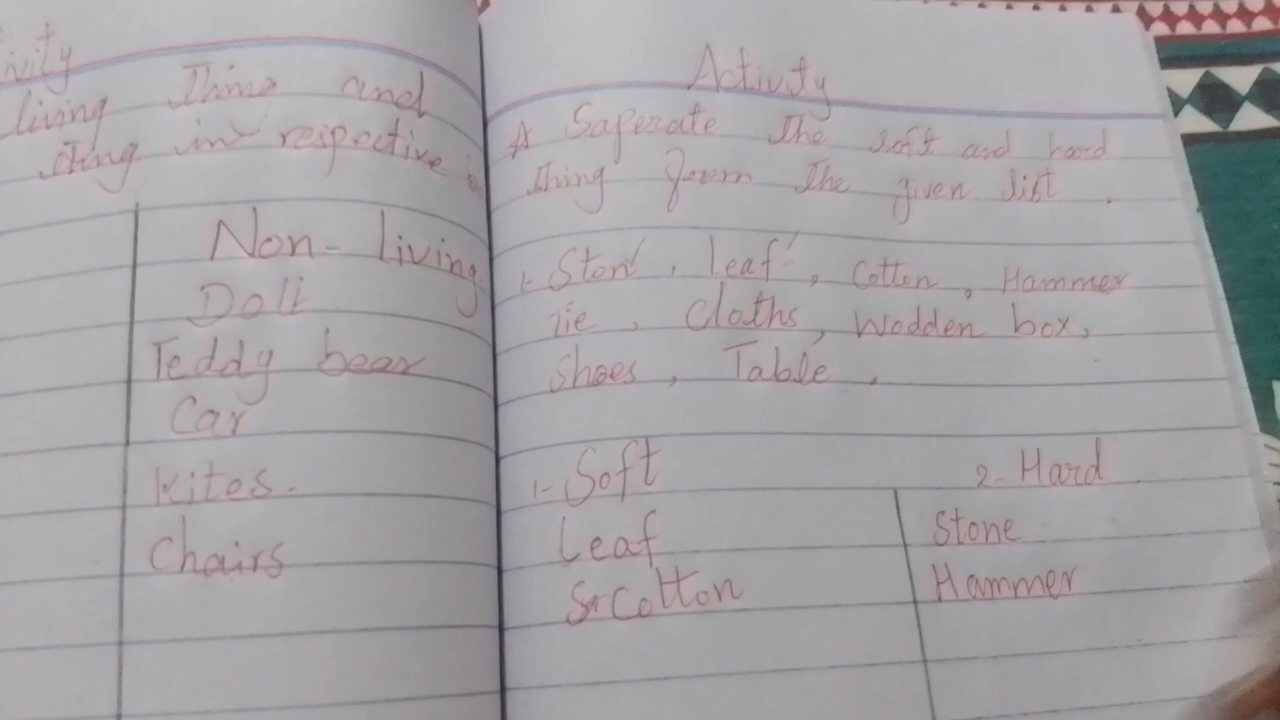 ivity
living Thing and
thing in respective
Non-living
Doll
Teddy bear
Car
Kites.
Chairs
Activity
Saperate The soft and hard
Thing from The given list.
1- Ston, leaf, Cotton, Hammer
Tie, Cloths, Wodden box,
Shoes, Table,
1- Soft 2- Hard
Leaf Stone
Cotton Hammer